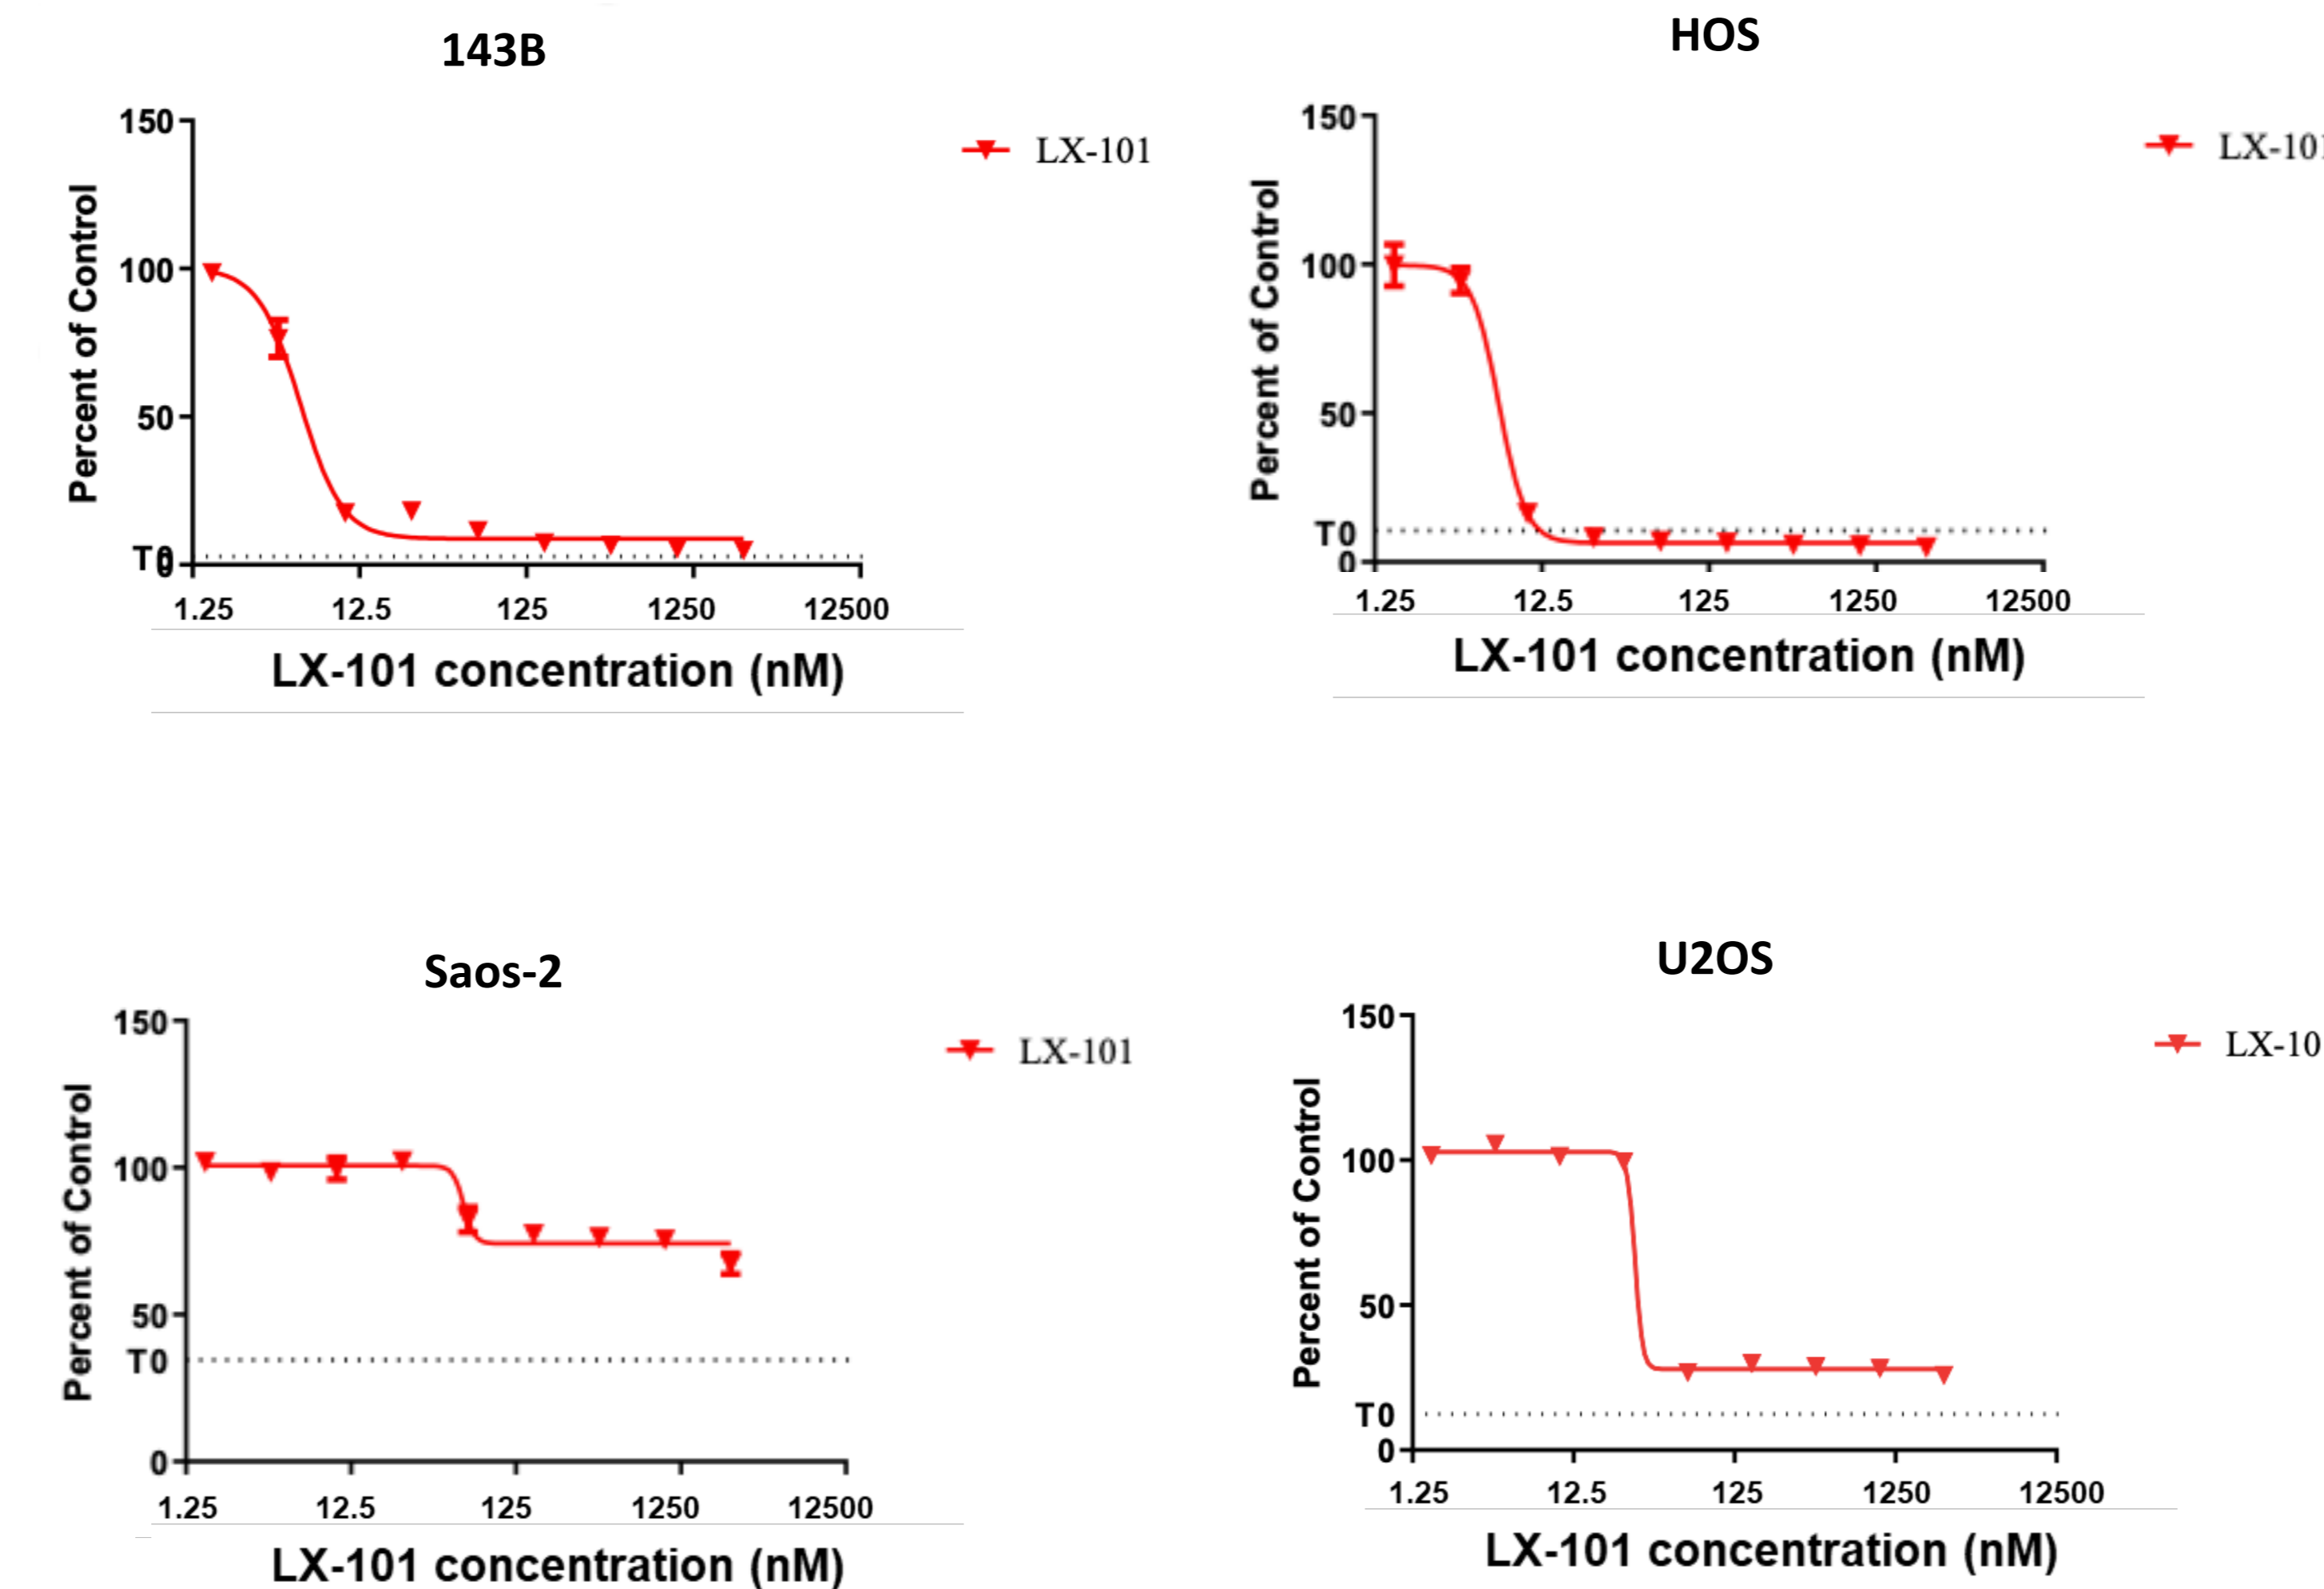 143B
150
100
50
T0
0
Percent of Control
LX-101
1.25 12.5 125 1250 12500
LX-101 concentration (nM)
HOS
150
100
50
T0
0
Percent of Control
LX-101
1.25 12.5 125 1250 12500
LX-101 concentration (nM)
Saos-2
150
100
50
T0
0
Percent of Control
LX-101
1.25 12.5 125 1250 12500
LX-101 concentration (nM)
U2OS
150
100
50
T0
0
Percent of Control
LX-10
1.25 12.5 125 1250 12500
LX-101 concentration (nM)